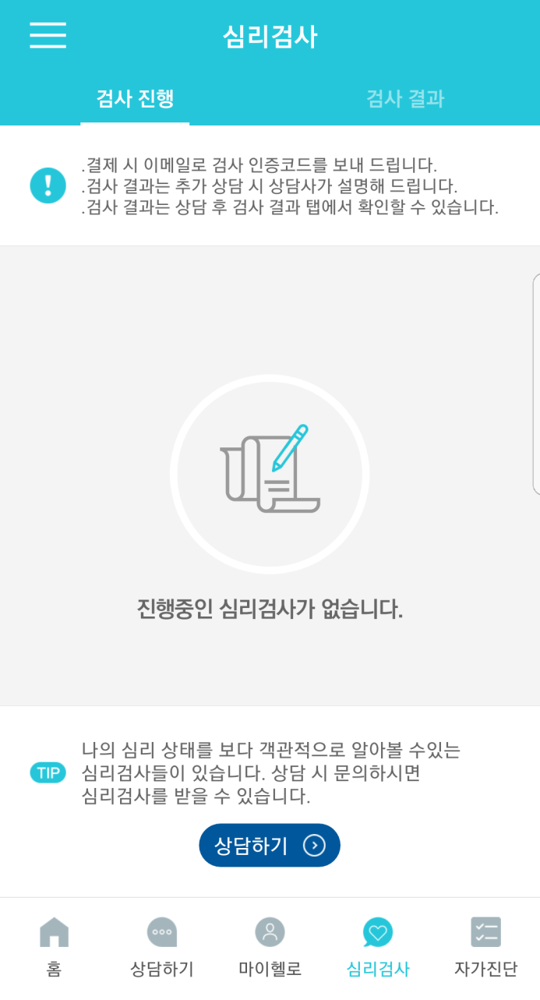 심리검사
검사 진행
검사 결과
.결제 시 이메일로 검사 인증코드를 보내 드립니다.
.검사 결과는 추가 상담 시 상담사가 설명해 드립니다.
.검사 결과는 상담 후 검사 결과 탭에서 확인할 수 있습니다.
진행중인 심리검사가 없습니다.
TIP
나의 심리 상태를 보다 객관적으로 알아볼 수있는
심리검사들이 있습니다. 상담 시 문의하시면
심리검사를 받을 수 있습니다.
상담하기
홈
상담하기
마이헬로
심리검사
자가진단